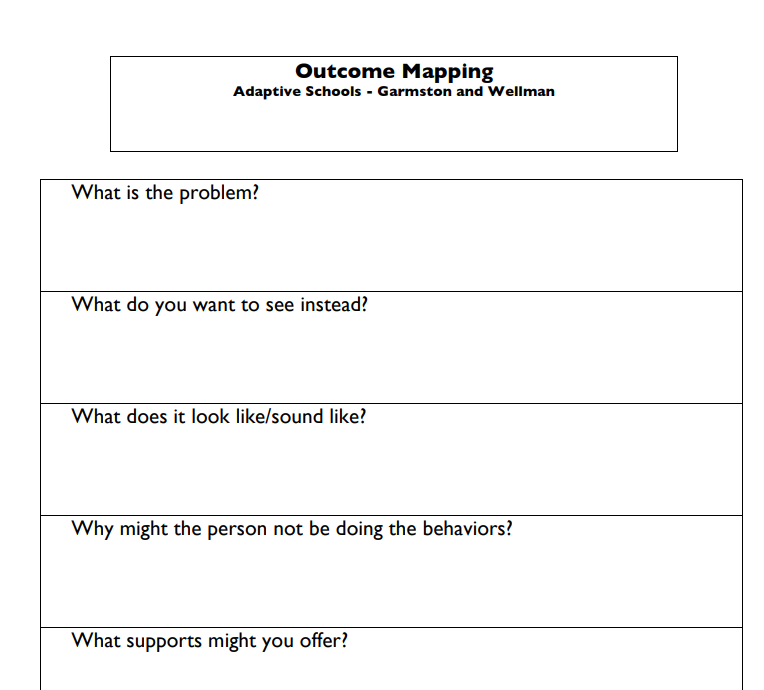 Outcome Mapping
Adaptive Schools - Garmston and Wellman
What is the problem?
What do you want to see instead?
What does it look like/sound like?
Why might the person not be doing the behaviors?
What supports might you offer?